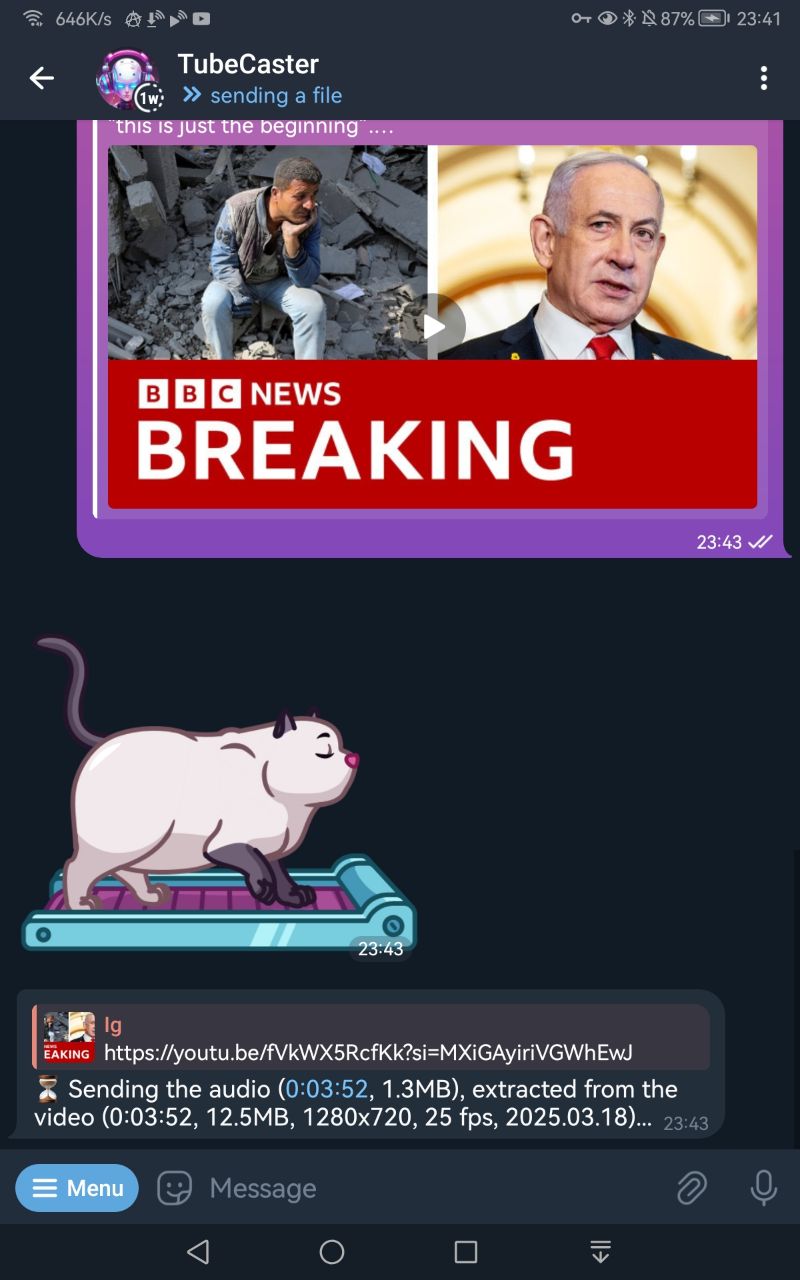 646K/s
87%
23:41
TubeCaster
1w
sending a file
"this is just the beginning"....
BBC NEWS
BREAKING
23:43
23:43
EAKING
lg
https://youtu.be/fVkWX5RcfKk?si=MXiGAyiriVGWhEwJ
Sending the audio (0:03:52, 1.3MB), extracted from the
video (0:03:52, 12.5MB, 1280x720, 25 fps, 2025.03.18)...
23:43
Menu
Message